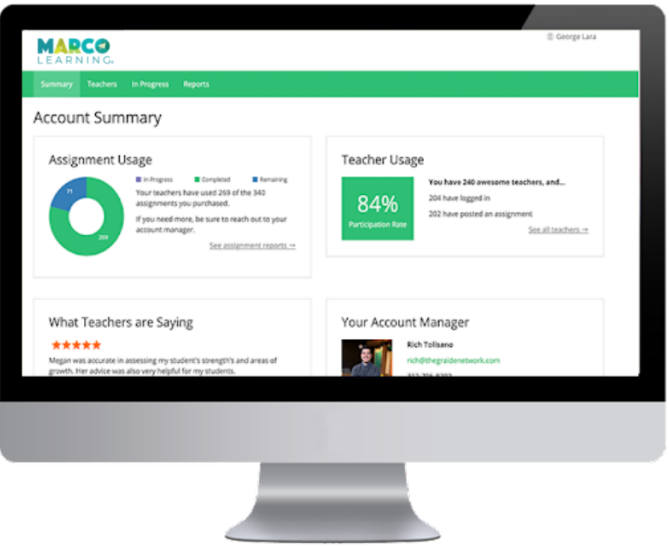 MARCO
LEARNING
George Lara
Summary Teachers In Progress Reports
Account Summary
Assignment Usage
In Progress Completed Remaining
71
269
Your teachers have used 269 of the 340
assignments you purchased.
If you need more, be sure to reach out to your
account manager.
See assignment reports →
Teacher Usage
84%
Participation Rate
You have 240 awesome teachers, and...
204 have logged in
202 have posted an assignment
See all teachers →
What Teachers are Saying
Megan was accurate in assessing my student's strength's and areas of
growth. Her advice was also very helpful for my students.
Your Account Manager
Rich Tolisano
rich@thegraidenetwork.com